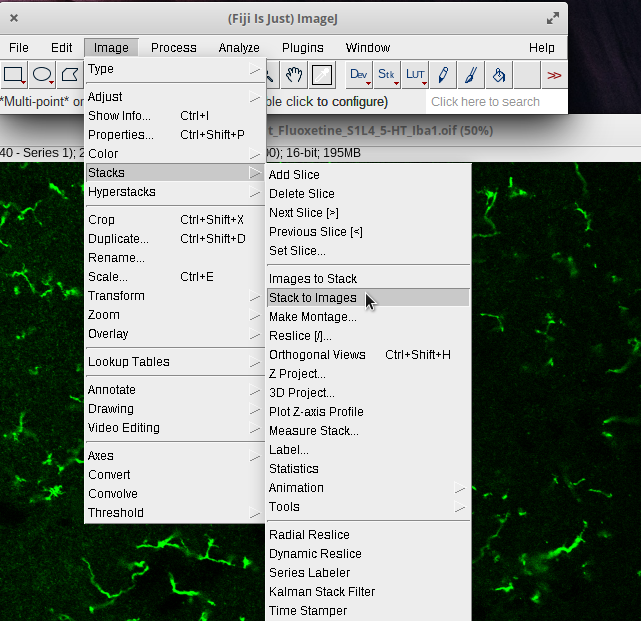 (Fiji Is Just) ImageJ
File Edit Image Process Analyze Plugins Window Help
Dev Stk LUT >>
*Multi-point* or ble click to configure) Click here to search
t_Fluoxetine_S1L4_5-HT_Iba1.oif (50%)
40 - Series 1); 2 00); 16-bit; 195MB
Type
Adjust
Show Info... Ctrl+I
Properties... Ctrl+Shift+P
Color
Stacks
Hyperstacks
Crop Ctrl+Shift+X
Duplicate... Ctrl+Shift+D
Rename...
Scale... Ctrl+E
Transform
Zoom
Overlay
Lookup Tables
Annotate
Drawing
Video Editing
Axes
Convert
Convolve
Threshold
Add Slice
Delete Slice
Next Slice [>]
Previous Slice [<]
Set Slice...
Images to Stack
Stack to Images
Make Montage...
Reslice [/]...
Orthogonal Views Ctrl+Shift+H
Z Project...
3D Project...
Plot Z-axis Profile
Measure Stack...
Label...
Statistics
Animation
Tools
Radial Reslice
Dynamic Reslice
Series Labeler
Kalman Stack Filter
Time Stamper